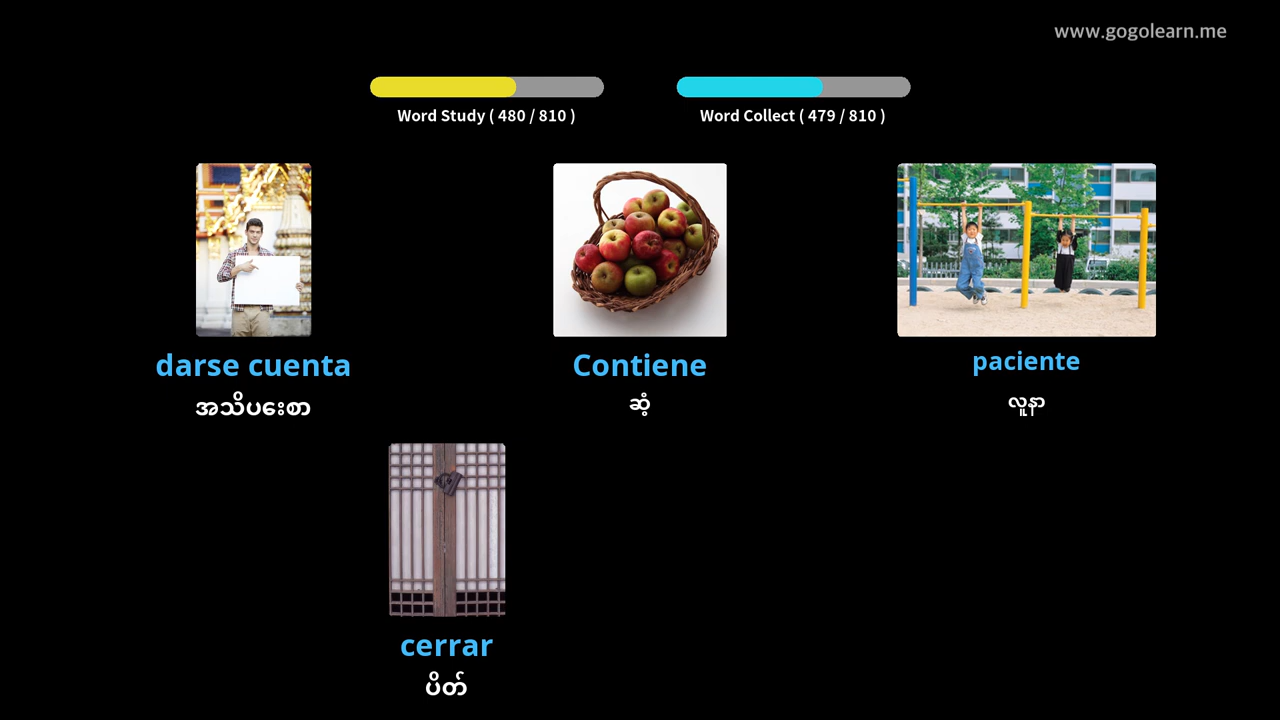 www.gogolearn.me
Word Study ( 480 / 810 )
Word Collect ( 479 / 810 )
darse cuenta
အသိပေးစာ
Contiene
ဆံ့
paciente
လူနာ
cerrar
ပိတ်